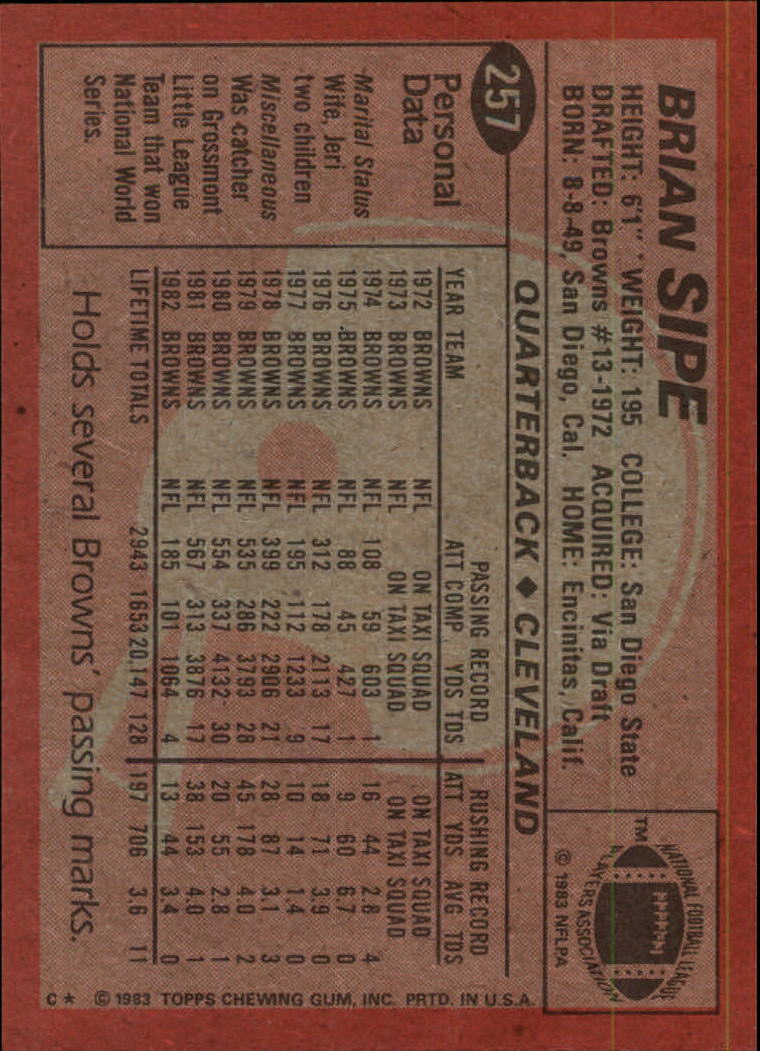 BRIAN SIPE
HEIGHT: 6'1" WEIGHT: 195 COLLEGE: San Diego State
DRAFTED: Browns #13-1972 ACQUIRED: Via Draft
BORN: 8-8-49, San Diego, Cal. HOME: Encinitas, Calif.
TM
NATIONAL FOOTBALL LEAGUE
PLAYERS ASSOCIATION
© 1983 NFLPA
257
QUARTERBACK ♦ CLEVELAND
Personal
Data
Marital Status
Wife, Jeri
two children
Miscellaneous
Was catcher
on Grossmont
Little League
Team that won
National World
Series.
PASSING RECORD RUSHING RECORD
YEAR TEAM ATT COMP YDS TDS ATT YDS AVG TDS
1972 BROWNS NFL ON TAXI SQUAD ON TAXI SQUAD
1973 BROWNS NFL ON TAXI SQUAD ON TAXI SQUAD
1974 BROWNS NFL 108 59 603 1 16 44 2.8 4
1975 BROWNS NFL 88 45 427 1 9 60 6.7 0
1976 BROWNS NFL 312 178 2113 17 18 71 3.9 0
1977 BROWNS NFL 195 112 1233 9 10 14 1.4 0
1978 BROWNS NFL 399 222 2906 21 28 87 3.1 3
1979 BROWNS NFL 535 286 3793 28 45 178 4.0 2
1980 BROWNS NFL 554 337 4132 30 20 55 2.8 1
1981 BROWNS NFL 567 313 3876 17 38 153 4.0 1
1982 BROWNS NFL 185 101 1064 4 13 44 3.4 0
LIFETIME TOTALS 2943 1653 20,147 128 197 706 3.6 11
Holds several Browns' passing marks.
C* © 1983 TOPPS CHEWING GUM, INC. PRTD. IN U.S.A.